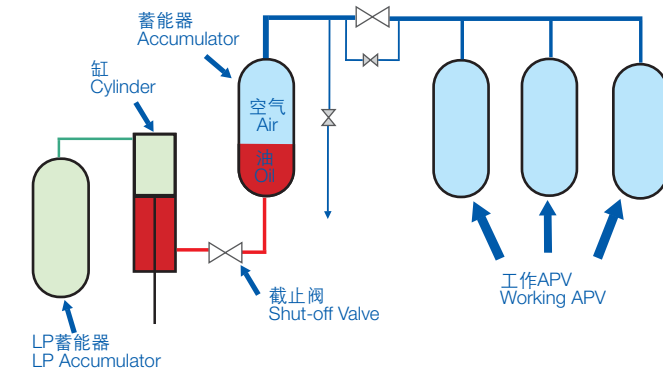 蓄能器
Accumulator
缸
Cylinder
空气
Air
油
Oil
工作APV
Working APV
截止阀
Shut-off Valve
LP蓄能器
LP Accumulator